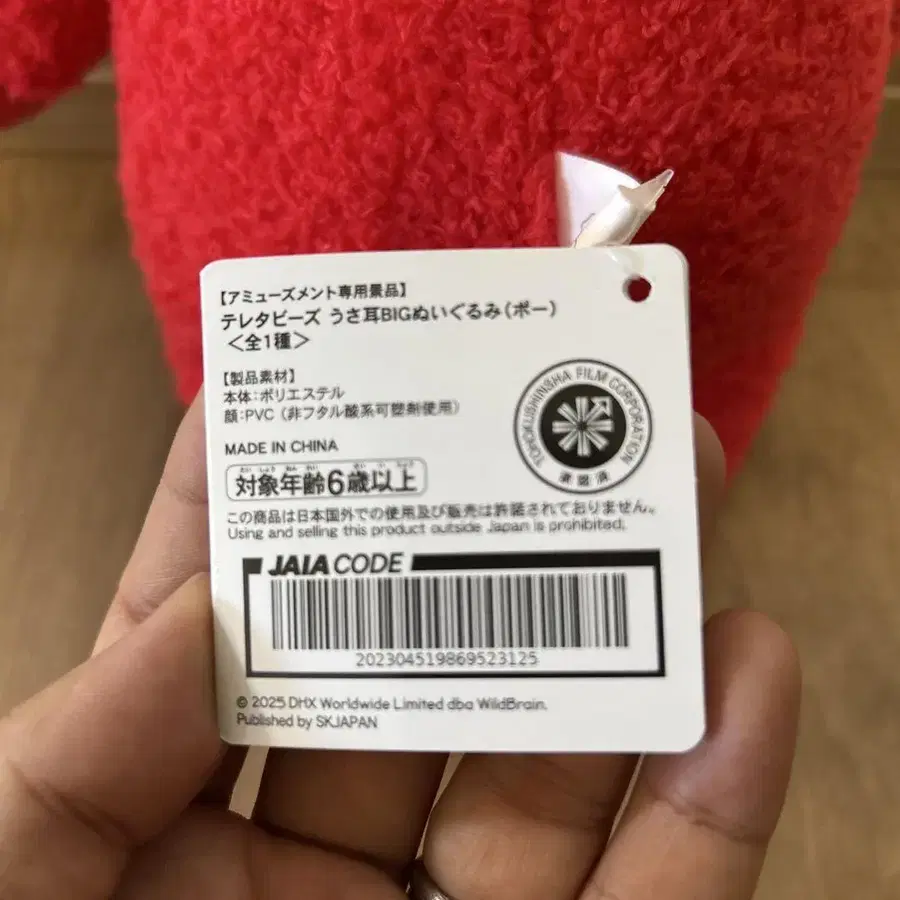 【アミューズメント専用景品】
テレタビーズ うさ耳BIGぬいぐるみ(ポー)
<全1種>
【製品素材】
本体:ポリエステル
顔:PVC (非フタル酸系可塑剤使用)
TOHOKUSHINSHA FILM CORPORATION
承認済
MADE IN CHINA
対象年齢6歳以上
この商品は日本国外での使用及び販売は許諾されておりません。
Using and selling this product outside Japan is prohibited.
JAIA CODE
202304519869523125
© 2025 DHX Worldwide Limited dba WildBrain.
Published by SKJAPAN